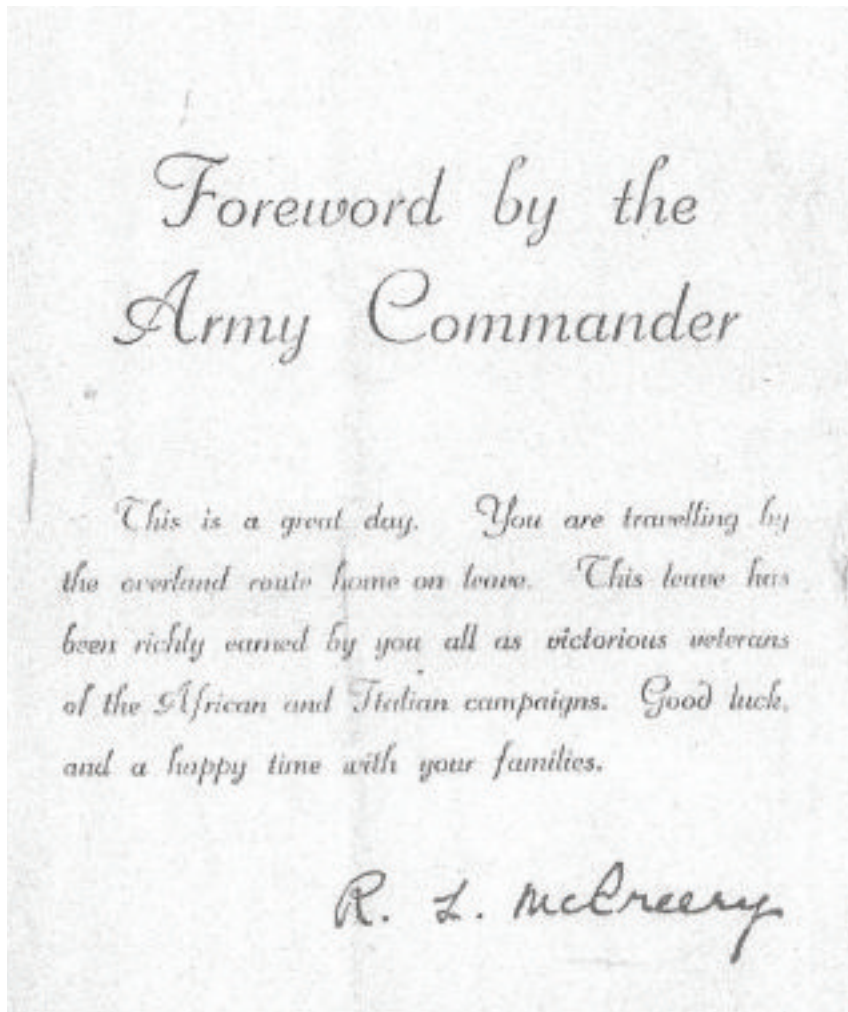 Foreword by the
Army Commander
This is a great day. You are travelling by
the overland route home on leave. This leave has
been richly earned by you all as victorious veterans
of the African and Italian campaigns. Good luck,
and a happy time with your families.
R. L. McCreery